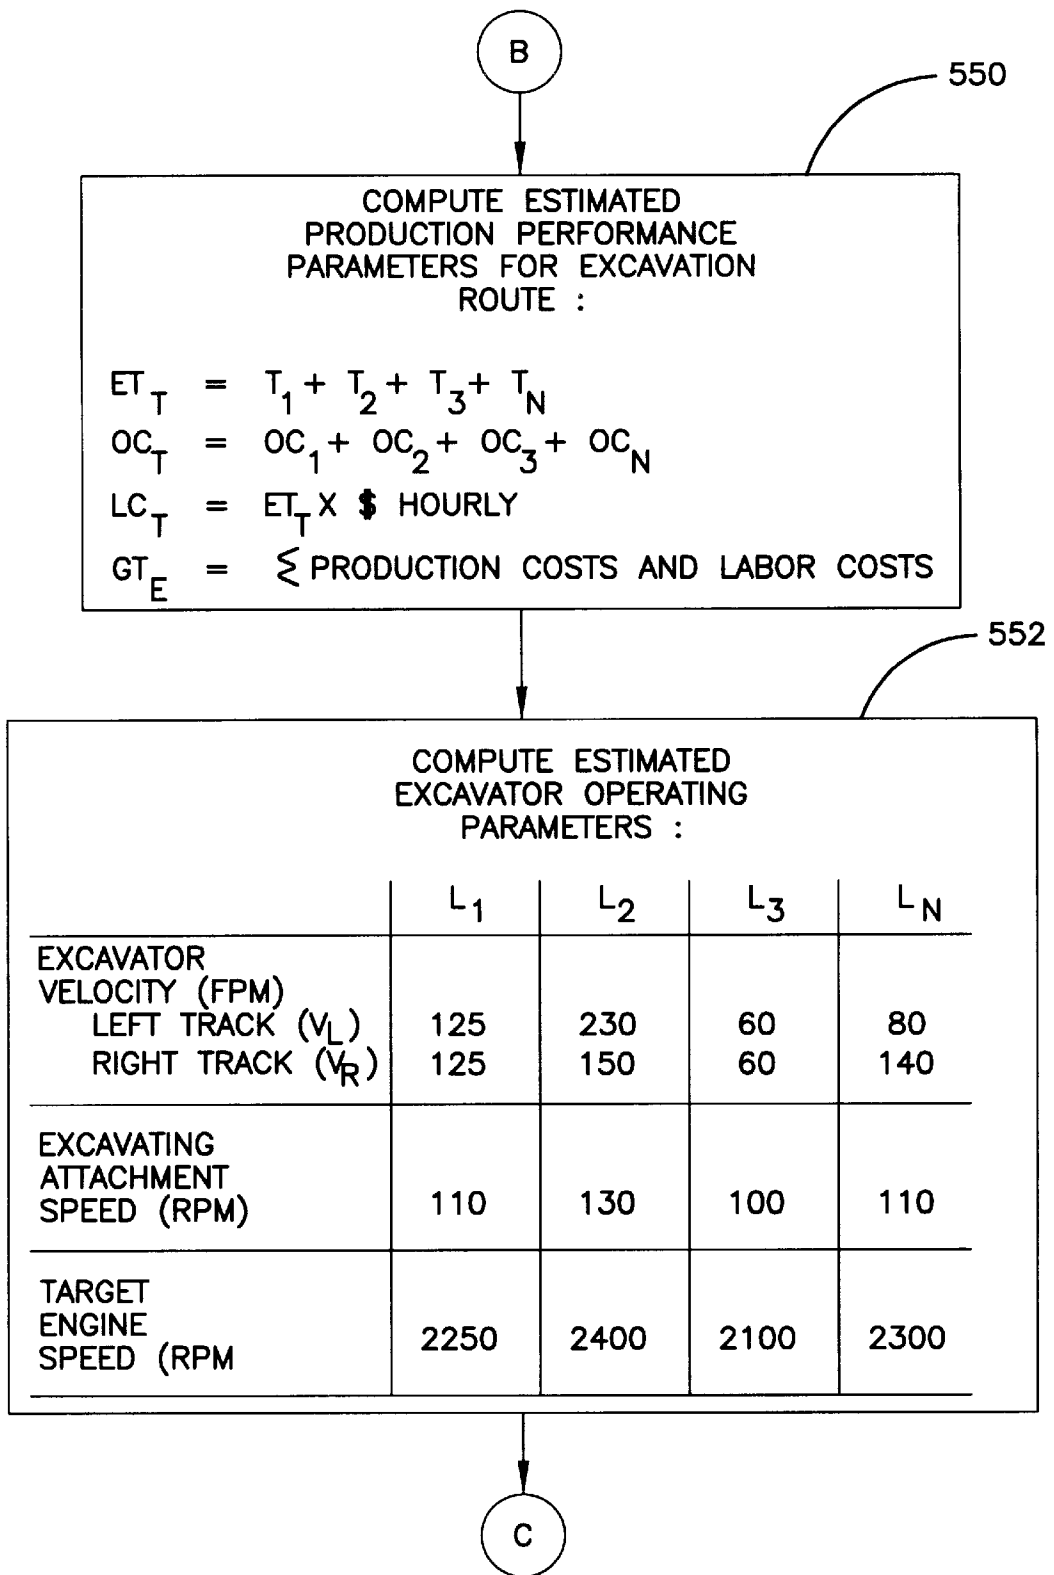 B
550
COMPUTE ESTIMATED
PRODUCTION PERFORMANCE
PARAMETERS FOR EXCAVATION
ROUTE :
ET_T = T_1 + T_2 + T_3 + T_N
OC_T = OC_1 + OC_2 + OC_3 + OC_N
LC_T = ET_T X $ HOURLY
GT_E = Σ PRODUCTION COSTS AND LABOR COSTS
552
COMPUTE ESTIMATED
EXCAVATOR OPERATING
PARAMETERS :
L_1 L_2 L_3 L_N
EXCAVATOR
VELOCITY (FPM)
LEFT TRACK (V_L) 125 230 60 80
RIGHT TRACK (V_R) 125 150 60 140
EXCAVATING
ATTACHMENT
SPEED (RPM) 110 130 100 110
TARGET
ENGINE
SPEED (RPM 2250 2400 2100 2300
C